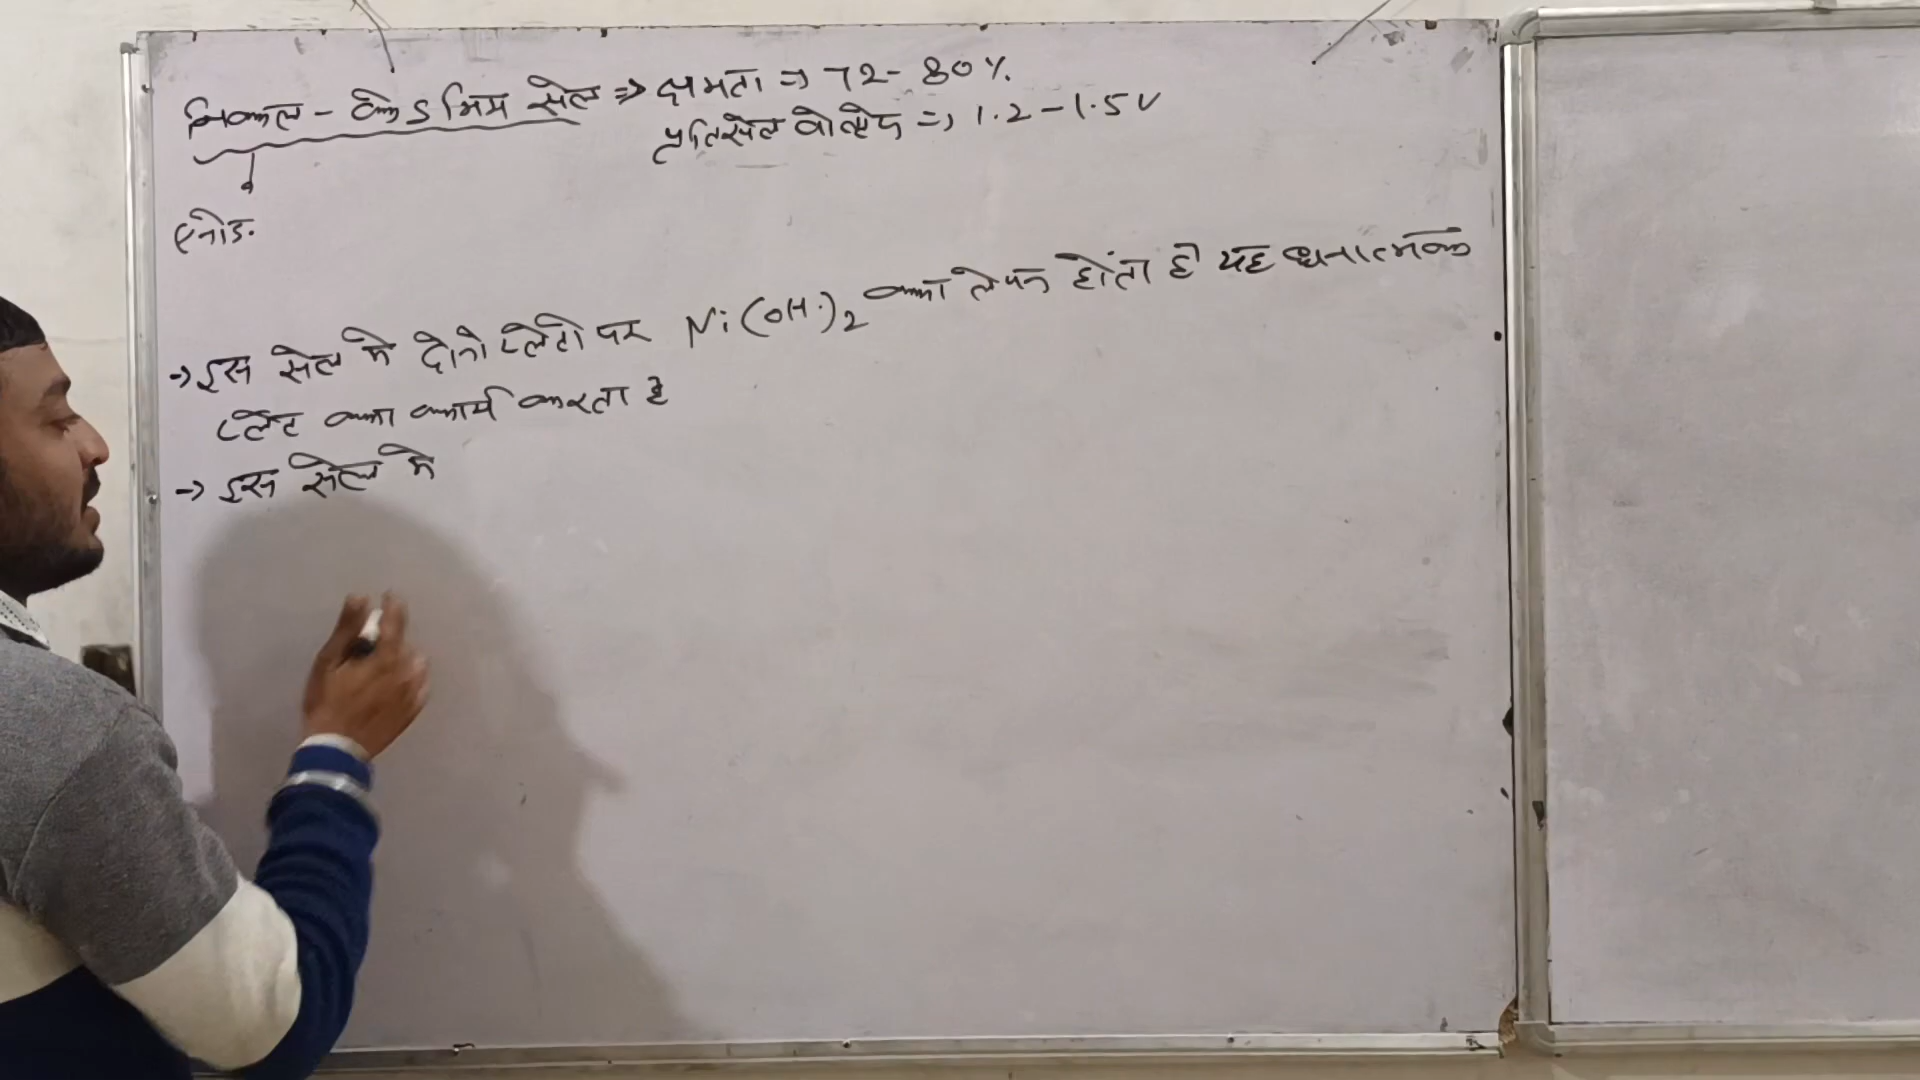 निकल - कैडमियम सेल => क्षमता => 72 - 80 %.
प्रतिसेल वोल्टेज => 1.2 - 1.5 V
एनोड.
→ इस सेल मे दोनो प्लेटो पर Ni(OH.)2 का लेपन होंता है यह धनात्मक
प्लेट का कार्य करता है
→ इस सेल मे